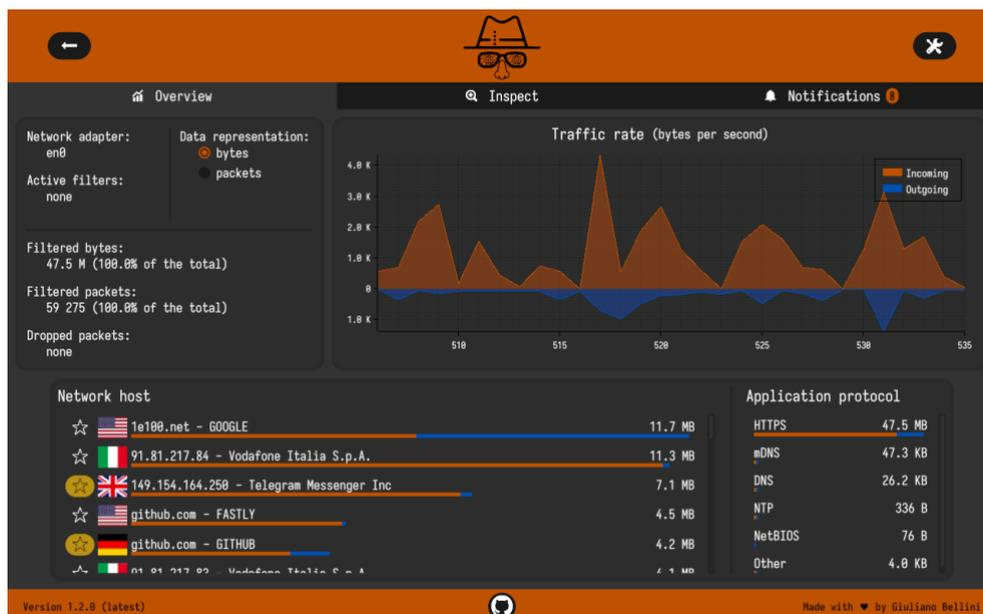 Overview
Inspect
Notifications 8
Network adapter:
en0
Active filters:
none
Data representation:
bytes
packets
Filtered bytes:
47.5 M (100.0% of the total)
Filtered packets:
59 275 (100.0% of the total)
Dropped packets:
none
Traffic rate (bytes per second)
4.0 K
3.0 K
2.0 K
1.0 K
0
1.0 K
510 515 520 525 530 535
Incoming
Outgoing
Network host
1e100.net - GOOGLE 11.7 MB
91.81.217.84 - Vodafone Italia S.p.A. 11.3 MB
149.154.164.250 - Telegram Messenger Inc 7.1 MB
github.com - FASTLY 4.5 MB
github.com - GITHUB 4.2 MB
Vodafone Italia S.p.A. MB
Application protocol
HTTPS 47.5 MB
mDNS 47.3 KB
DNS 26.2 KB
NTP 336 B
NetBIOS 76 B
Other 4.0 KB
Version 1.2.0 (latest)
Made with ♥ by Giuliano Bellini